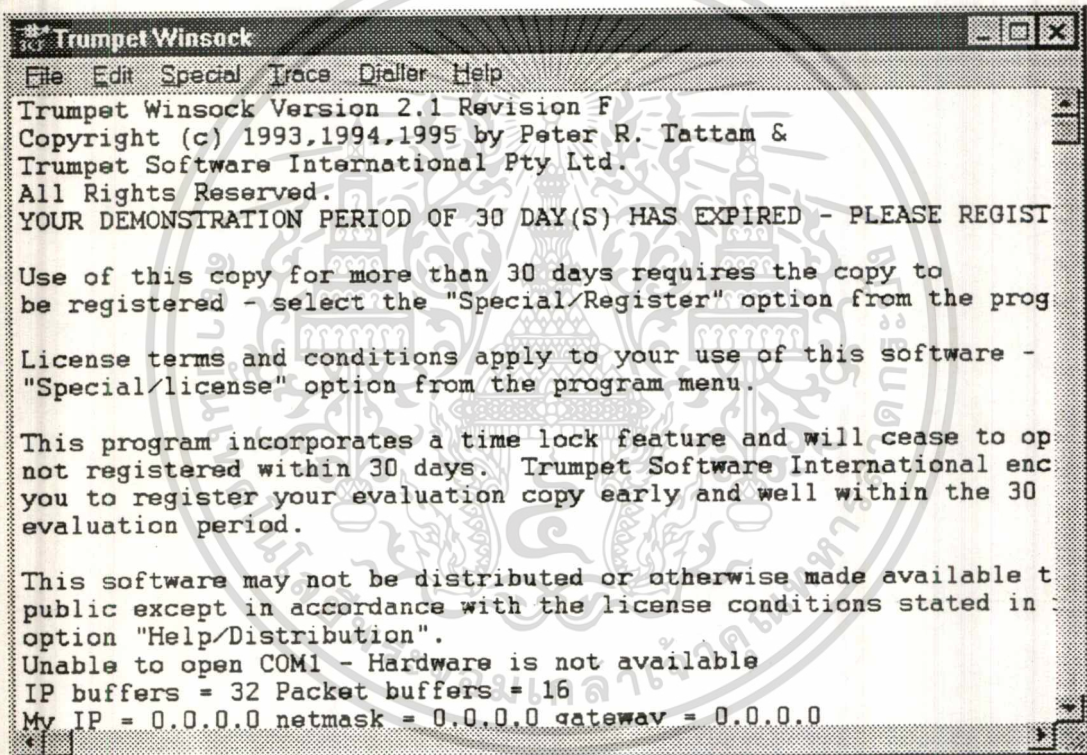 Trumpet Winsock
File Edit Special Trace Dialler Help
Trumpet Winsock Version 2.1 Revision F
Copyright (c) 1993,1994,1995 by Peter R. Tattam &
Trumpet Software International Pty Ltd.
All Rights Reserved.
YOUR DEMONSTRATION PERIOD OF 30 DAY(S) HAS EXPIRED - PLEASE REGIST
Use of this copy for more than 30 days requires the copy to
be registered - select the "Special/Register" option from the prog
License terms and conditions apply to your use of this software -
"Special/license" option from the program menu.
This program incorporates a time lock feature and will cease to op
not registered within 30 days. Trumpet Software International enc
you to register your evaluation copy early and well within the 30
evaluation period.
This software may not be distributed or otherwise made available t
public except in accordance with the license conditions stated in
option "Help/Distribution".
Unable to open COM1 - Hardware is not available
IP buffers = 32 Packet buffers = 16
My IP = 0.0.0.0 netmask = 0.0.0.0 gateway = 0.0.0.0